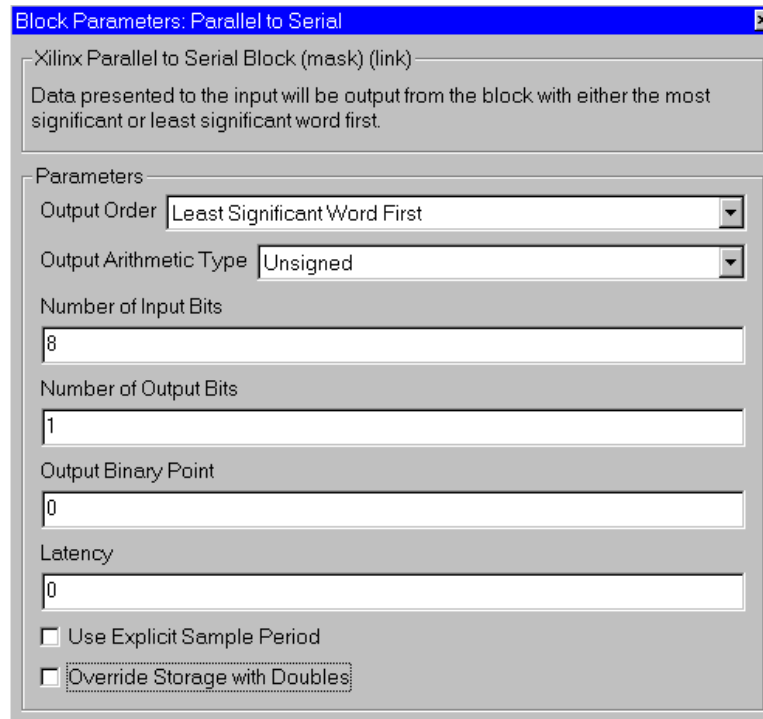 Block Parameters: Parallel to Serial
Xilinx Parallel to Serial Block (mask) (link)
Data presented to the input will be output from the block with either the most
significant or least significant word first.
Parameters
Output Order Least Significant Word First
Output Arithmetic Type Unsigned
Number of Input Bits
8
Number of Output Bits
1
Output Binary Point
0
Latency
0
Use Explicit Sample Period
Override Storage with Doubles